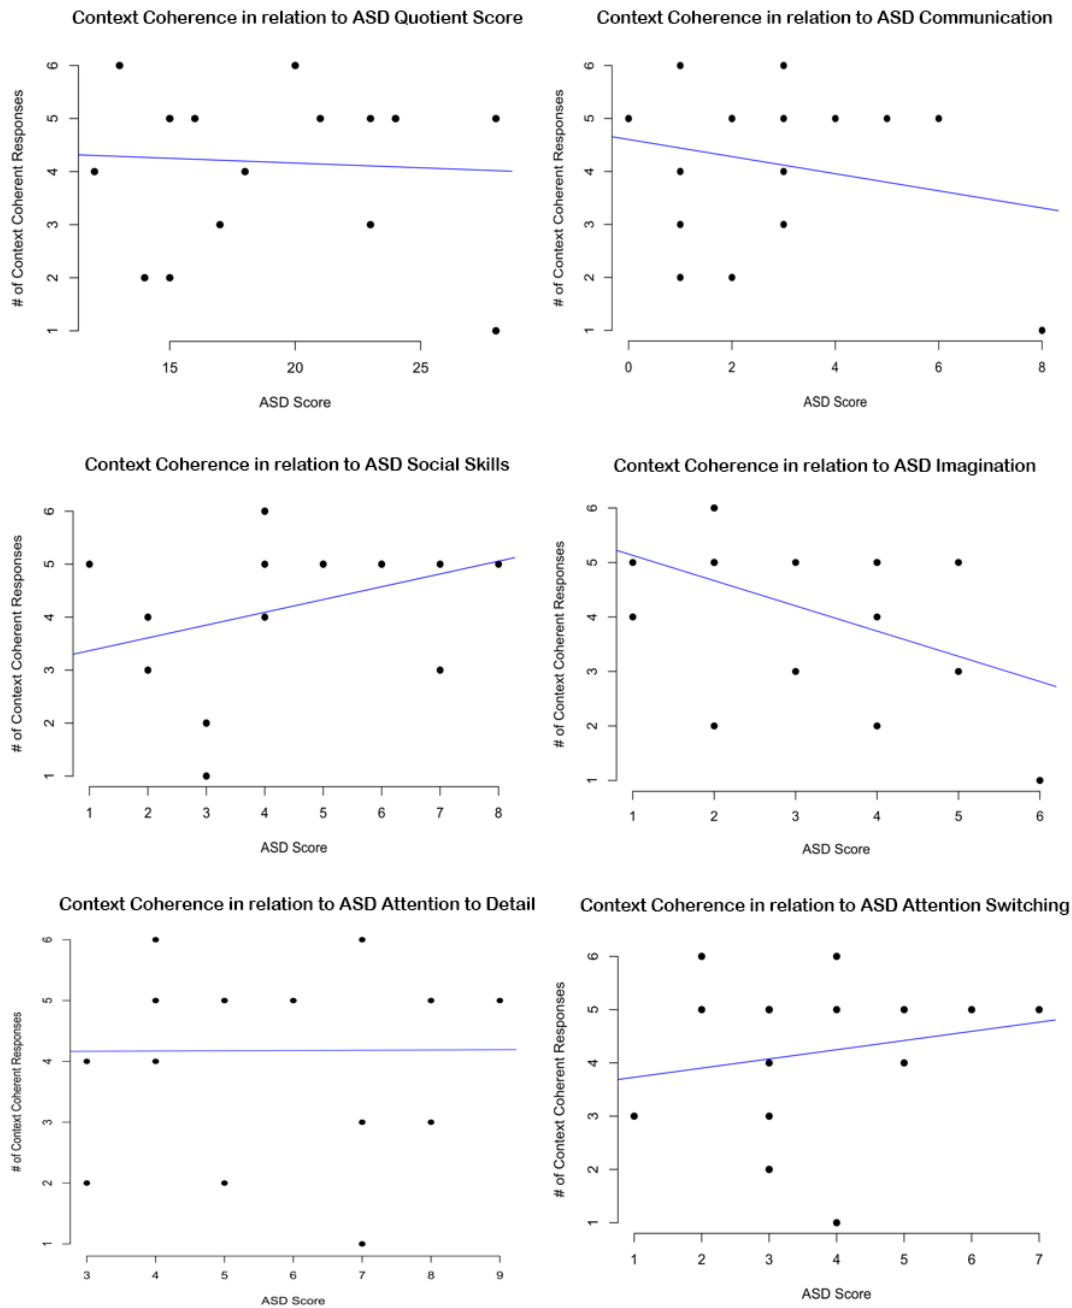 Context Coherence in relation to ASD Quotient Score
# of Context Coherent Responses
6
5
4
3
2
1
15 20 25
ASD Score
Context Coherence in relation to ASD Communication
# of Context Coherent Responses
6
5
4
3
2
1
0 2 4 6 8
ASD Score
Context Coherence in relation to ASD Social Skills
# of Context Coherent Responses
6
5
4
3
2
1
1 2 3 4 5 6 7 8
ASD Score
Context Coherence in relation to ASD Imagination
# of Context Coherent Responses
6
5
4
3
2
1
1 2 3 4 5 6
ASD Score
Context Coherence in relation to ASD Attention to Detail
# of Context Coherent Responses
6
5
4
3
2
1
3 4 5 6 7 8 9
ASD Score
Context Coherence in relation to ASD Attention Switching
# of Context Coherent Responses
6
5
4
3
2
1
1 2 3 4 5 6 7
ASD Score